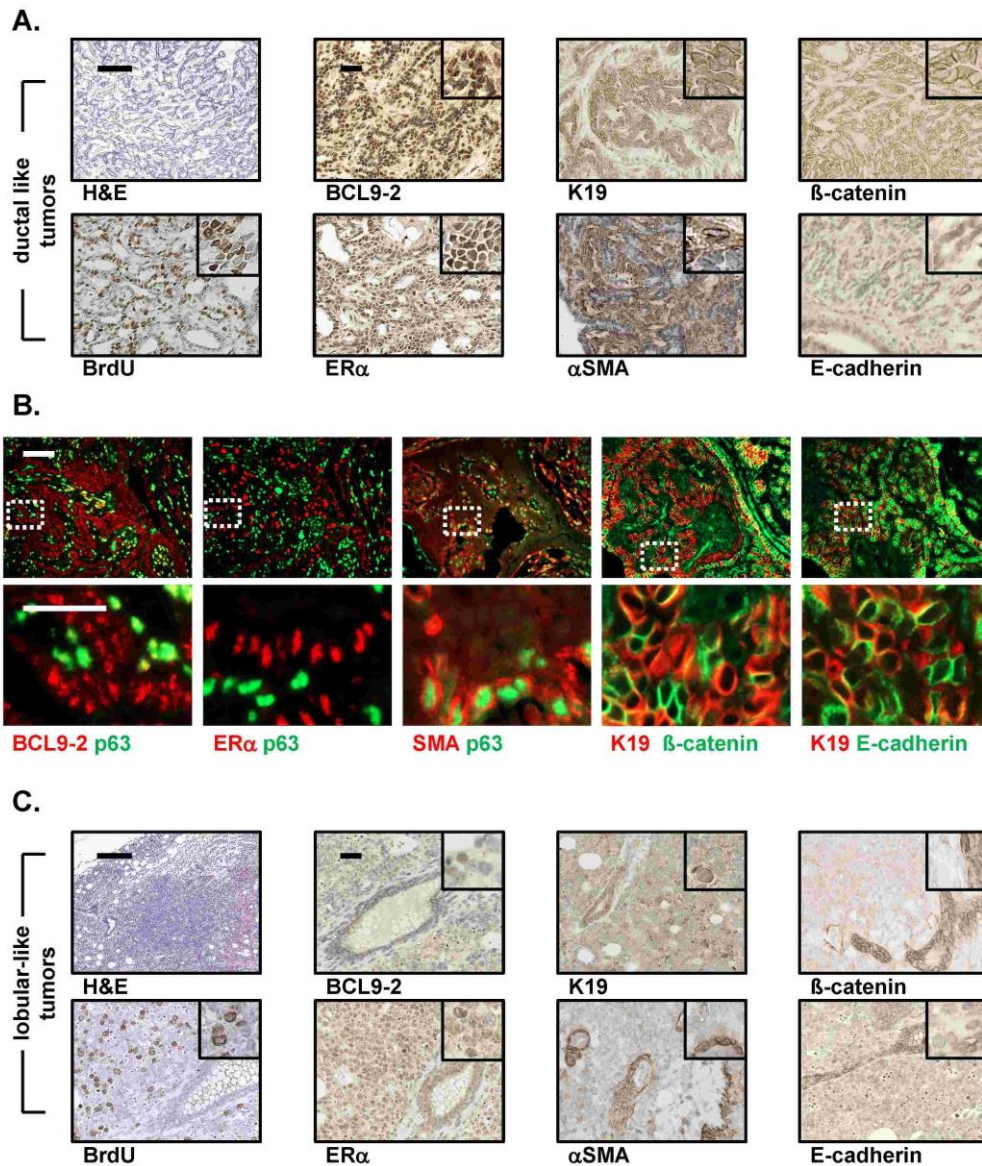 A.
ductal like
tumors
H&E
BCL9-2
K19
ß-catenin
BrdU
ERα
αSMA
E-cadherin
B.
BCL9-2 p63
ERα p63
SMA p63
K19 ß-catenin
K19 E-cadherin
C.
lobular-like
tumors
H&E
BCL9-2
K19
ß-catenin
BrdU
ERα
αSMA
E-cadherin